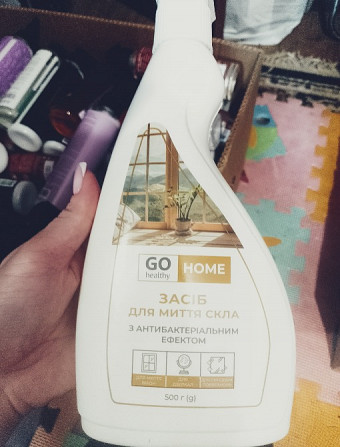 GO
healthy
HOME
ЗАСІБ
ДЛЯ МИТТЯ СКЛА
З АНТИБАКТЕРІАЛЬНИМ
ЕФЕКТОМ
500 г (g)